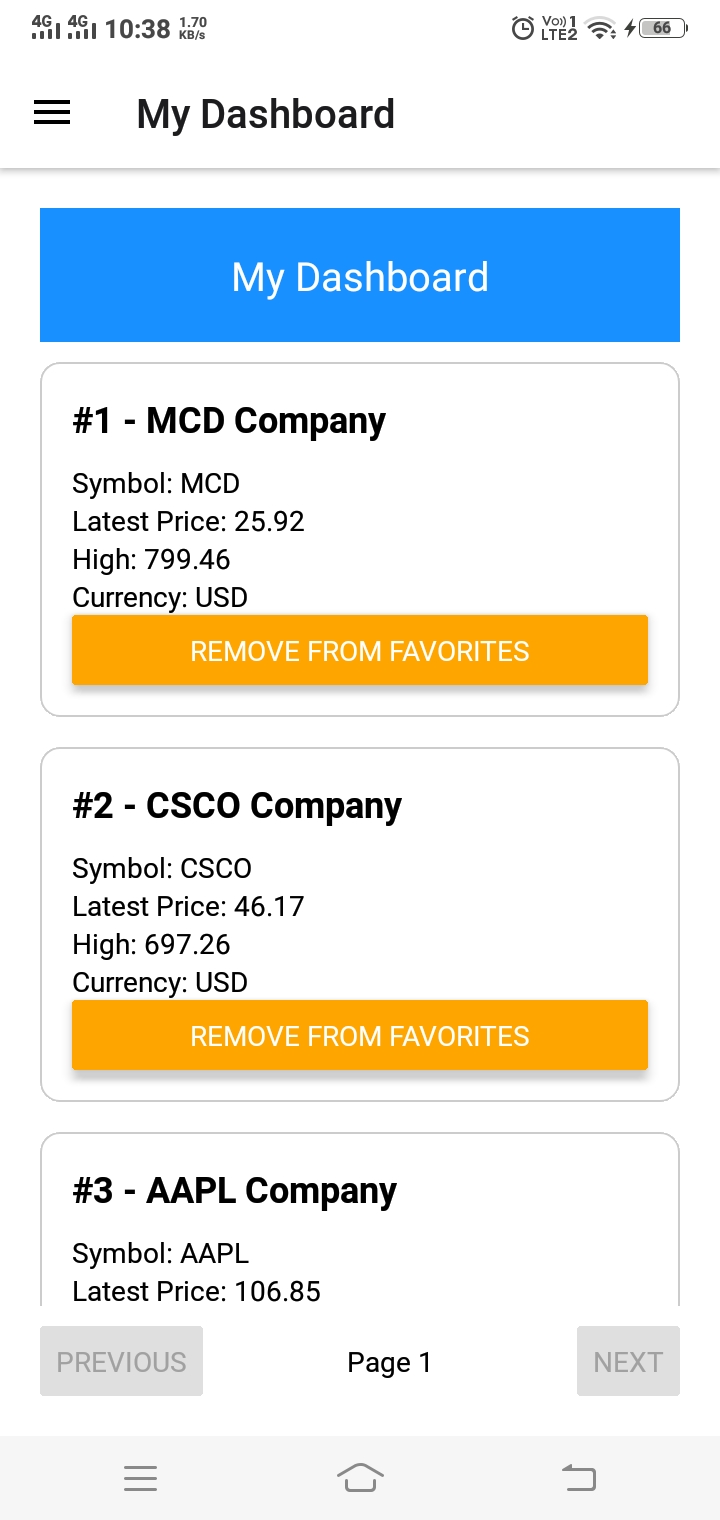 4G 4G 10:38 1.70 KB/s Vo)) 1 LTE2 66
My Dashboard
My Dashboard
#1 - MCD Company
Symbol: MCD
Latest Price: 25.92
High: 799.46
Currency: USD
REMOVE FROM FAVORITES
#2 - CSCO Company
Symbol: CSCO
Latest Price: 46.17
High: 697.26
Currency: USD
REMOVE FROM FAVORITES
#3 - AAPL Company
Symbol: AAPL
Latest Price: 106.85
PREVIOUS Page 1 NEXT